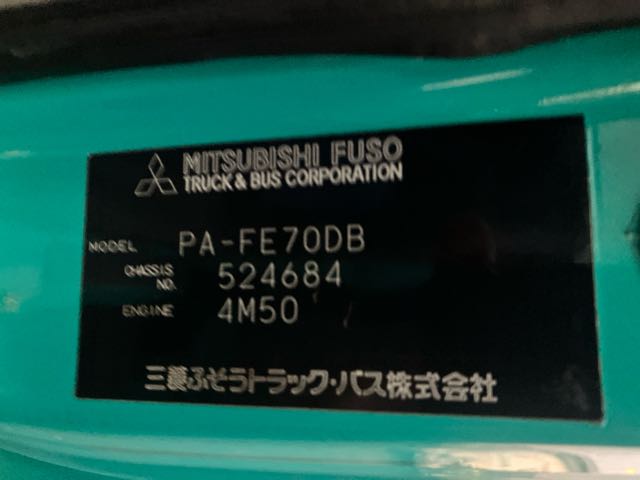 MITSUBISHI FUSO
TRUCK & BUS CORPORATION
MODEL PA-FE70DB
CHASSIS NO. 524684
ENGINE 4M50
三菱ふそうトラック・バス株式会社